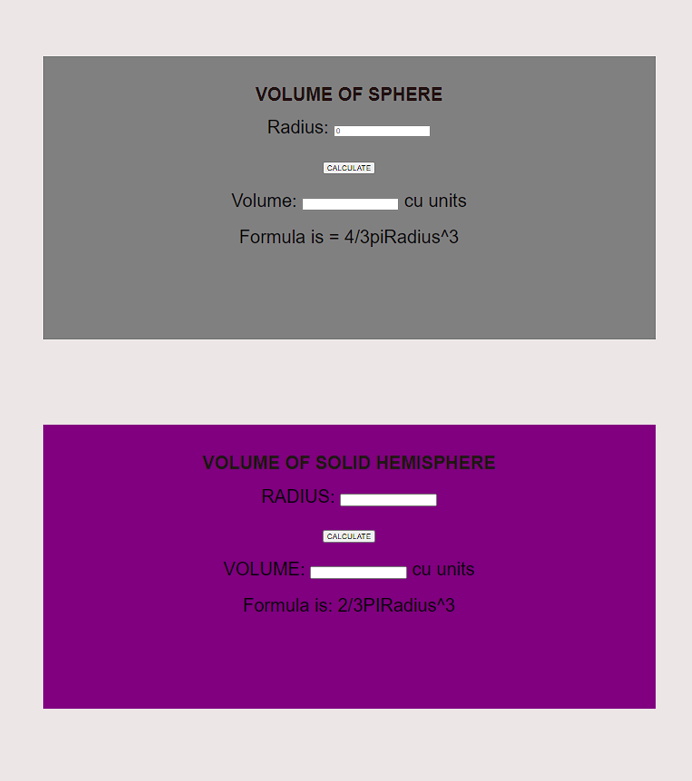 VOLUME OF SPHERE
Radius: 0
CALCULATE
Volume: cu units
Formula is = 4/3piRadius^3
VOLUME OF SOLID HEMISPHERE
RADIUS:
CALCULATE
VOLUME: cu units
Formula is: 2/3PIRadius^3